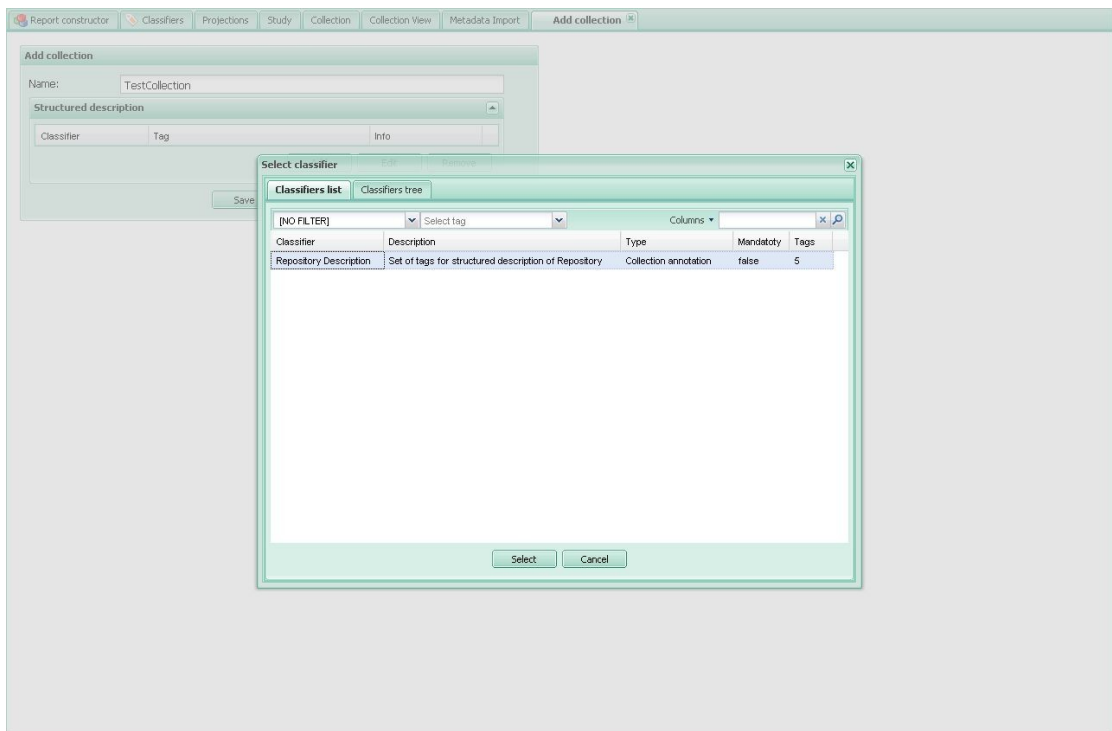 Report constructor Classifiers Projections Study Collection Collection View Metadata Import Add collection
Add collection
Name: TestCollection
Structured description
Classifier Tag Info
Edit Remove
Save
Select classifier
Classifiers list Classifiers tree
[NO FILTER] Select tag Columns
Classifier Description Type Mandatoty Tags
Repository Description Set of tags for structured description of Repository Collection annotation false 5
Select Cancel